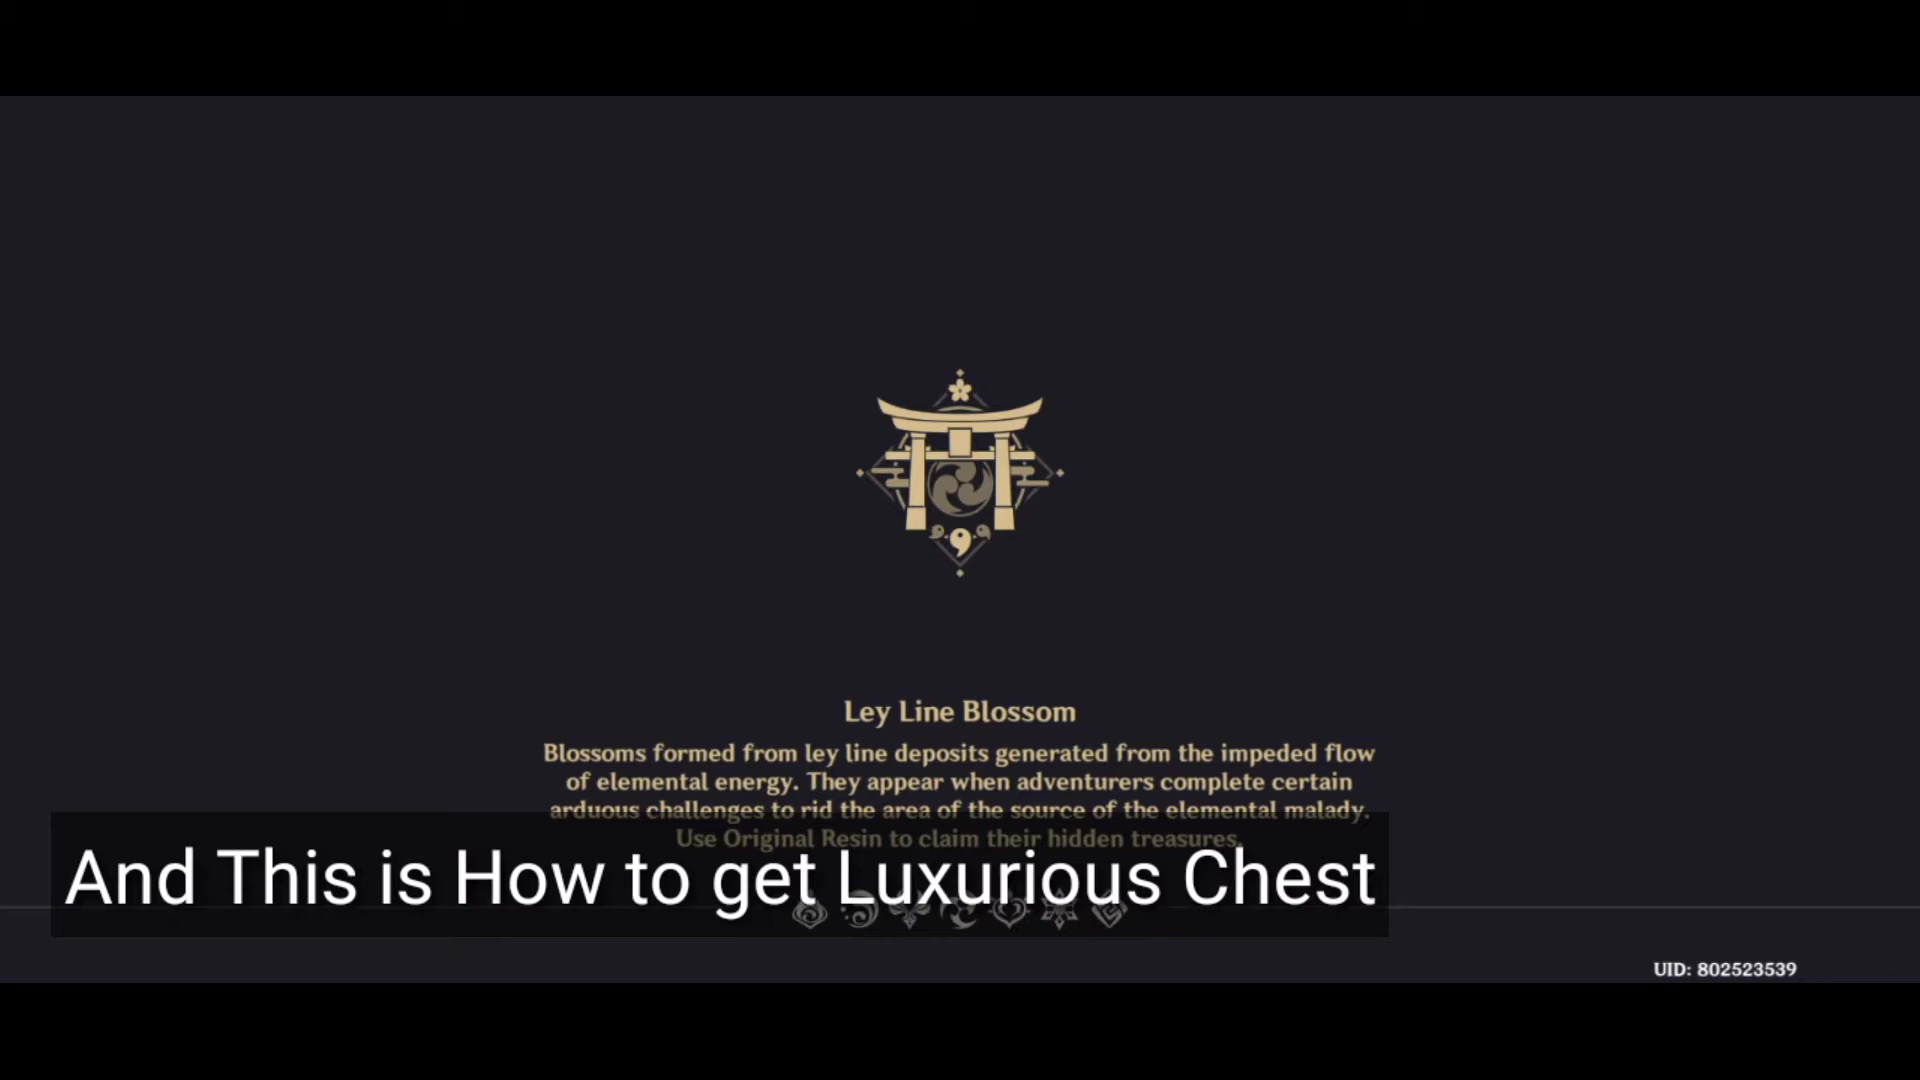 Ley Line Blossom
Blossoms formed from ley line deposits generated from the impeded flow
of elemental energy. They appear when adventurers complete certain
arduous challenges to rid the area of the source of the elemental malady.
Use Original Resin to claim their hidden treasures.
And This is How to get Luxurious Chest
UID: 802523539